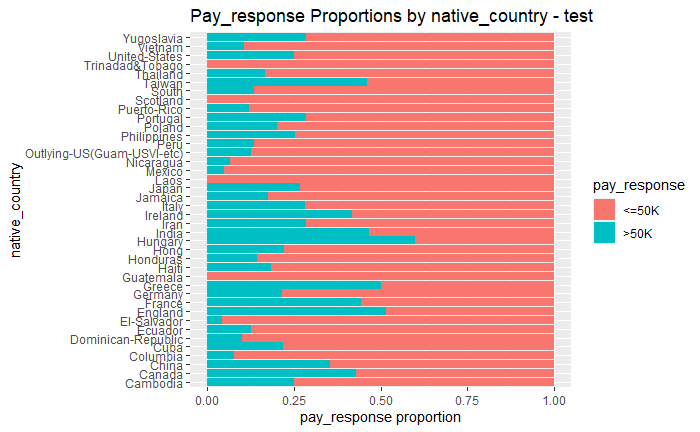 Pay_response Proportions by native_country - test
native_country
Yugoslavia
Vietnam
United-States
Trinadad&Tobago
Thailand
Taiwan
South
Scotland
Puerto-Rico
Portugal
Poland
Philippines
Peru
Outlying-US(Guam-USVI-etc)
Nicaragua
Mexico
Laos
Japan
Jamaica
Italy
Ireland
Iran
India
Hungary
Hong
Honduras
Haiti
Guatemala
Greece
Germany
France
England
El-Salvador
Ecuador
Dominican-Republic
Cuba
Columbia
China
Canada
Cambodia
0.00 0.25 0.50 0.75 1.00
pay_response proportion
pay_response
<=50K
>50K